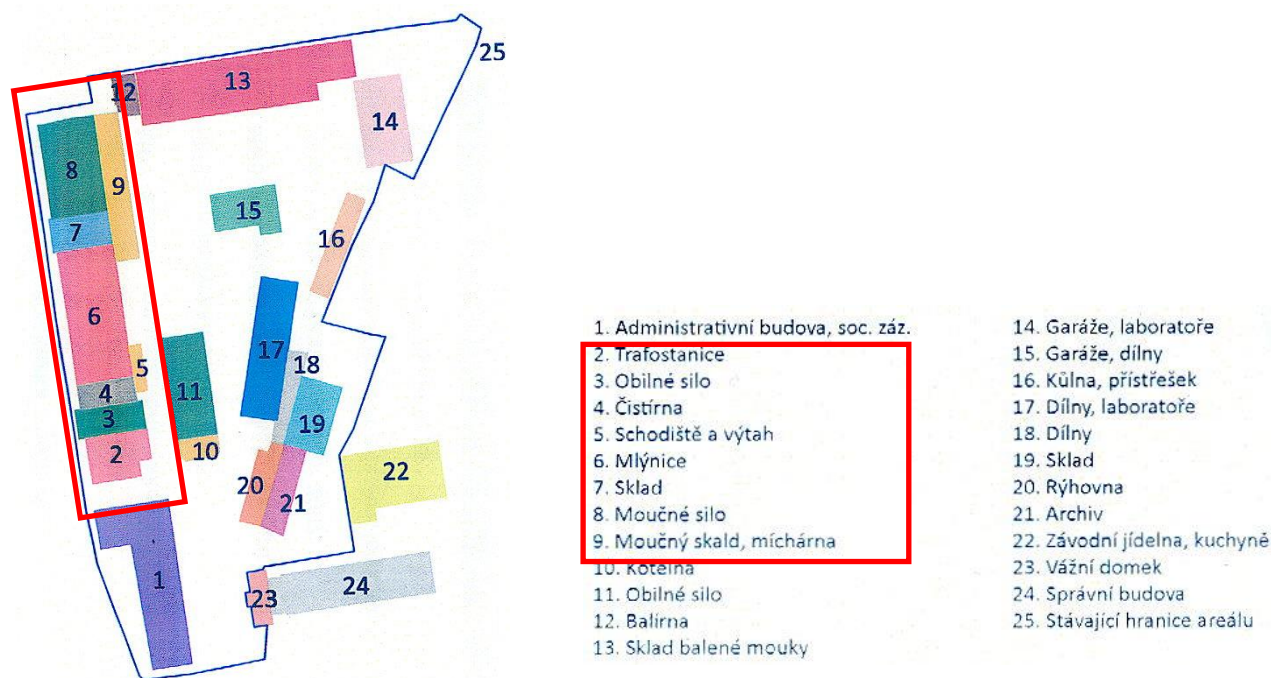 25
12
13
14
8
9
15
7
16
6
17
18
5
11
4
19
3
10
2
22
20
21
1
24
23
1. Administrativní budova, soc. záz.
2. Trafostanice
3. Obilné silo
4. Čistírna
5. Schodiště a výtah
6. Mlýnice
7. Sklad
8. Moučné silo
9. Moučný skald, míchárna
10. Kotelna
11. Obilné silo
12. Balírna
13. Sklad balené mouky
14. Garáže, laboratoře
15. Garáže, dílny
16. Kůlna, přístřešek
17. Dílny, laboratoře
18. Dílny
19. Sklad
20. Rýhovna
21. Archiv
22. Závodní jídelna, kuchyně
23. Vážní domek
24. Správní budova
25. Stávající hranice areálu